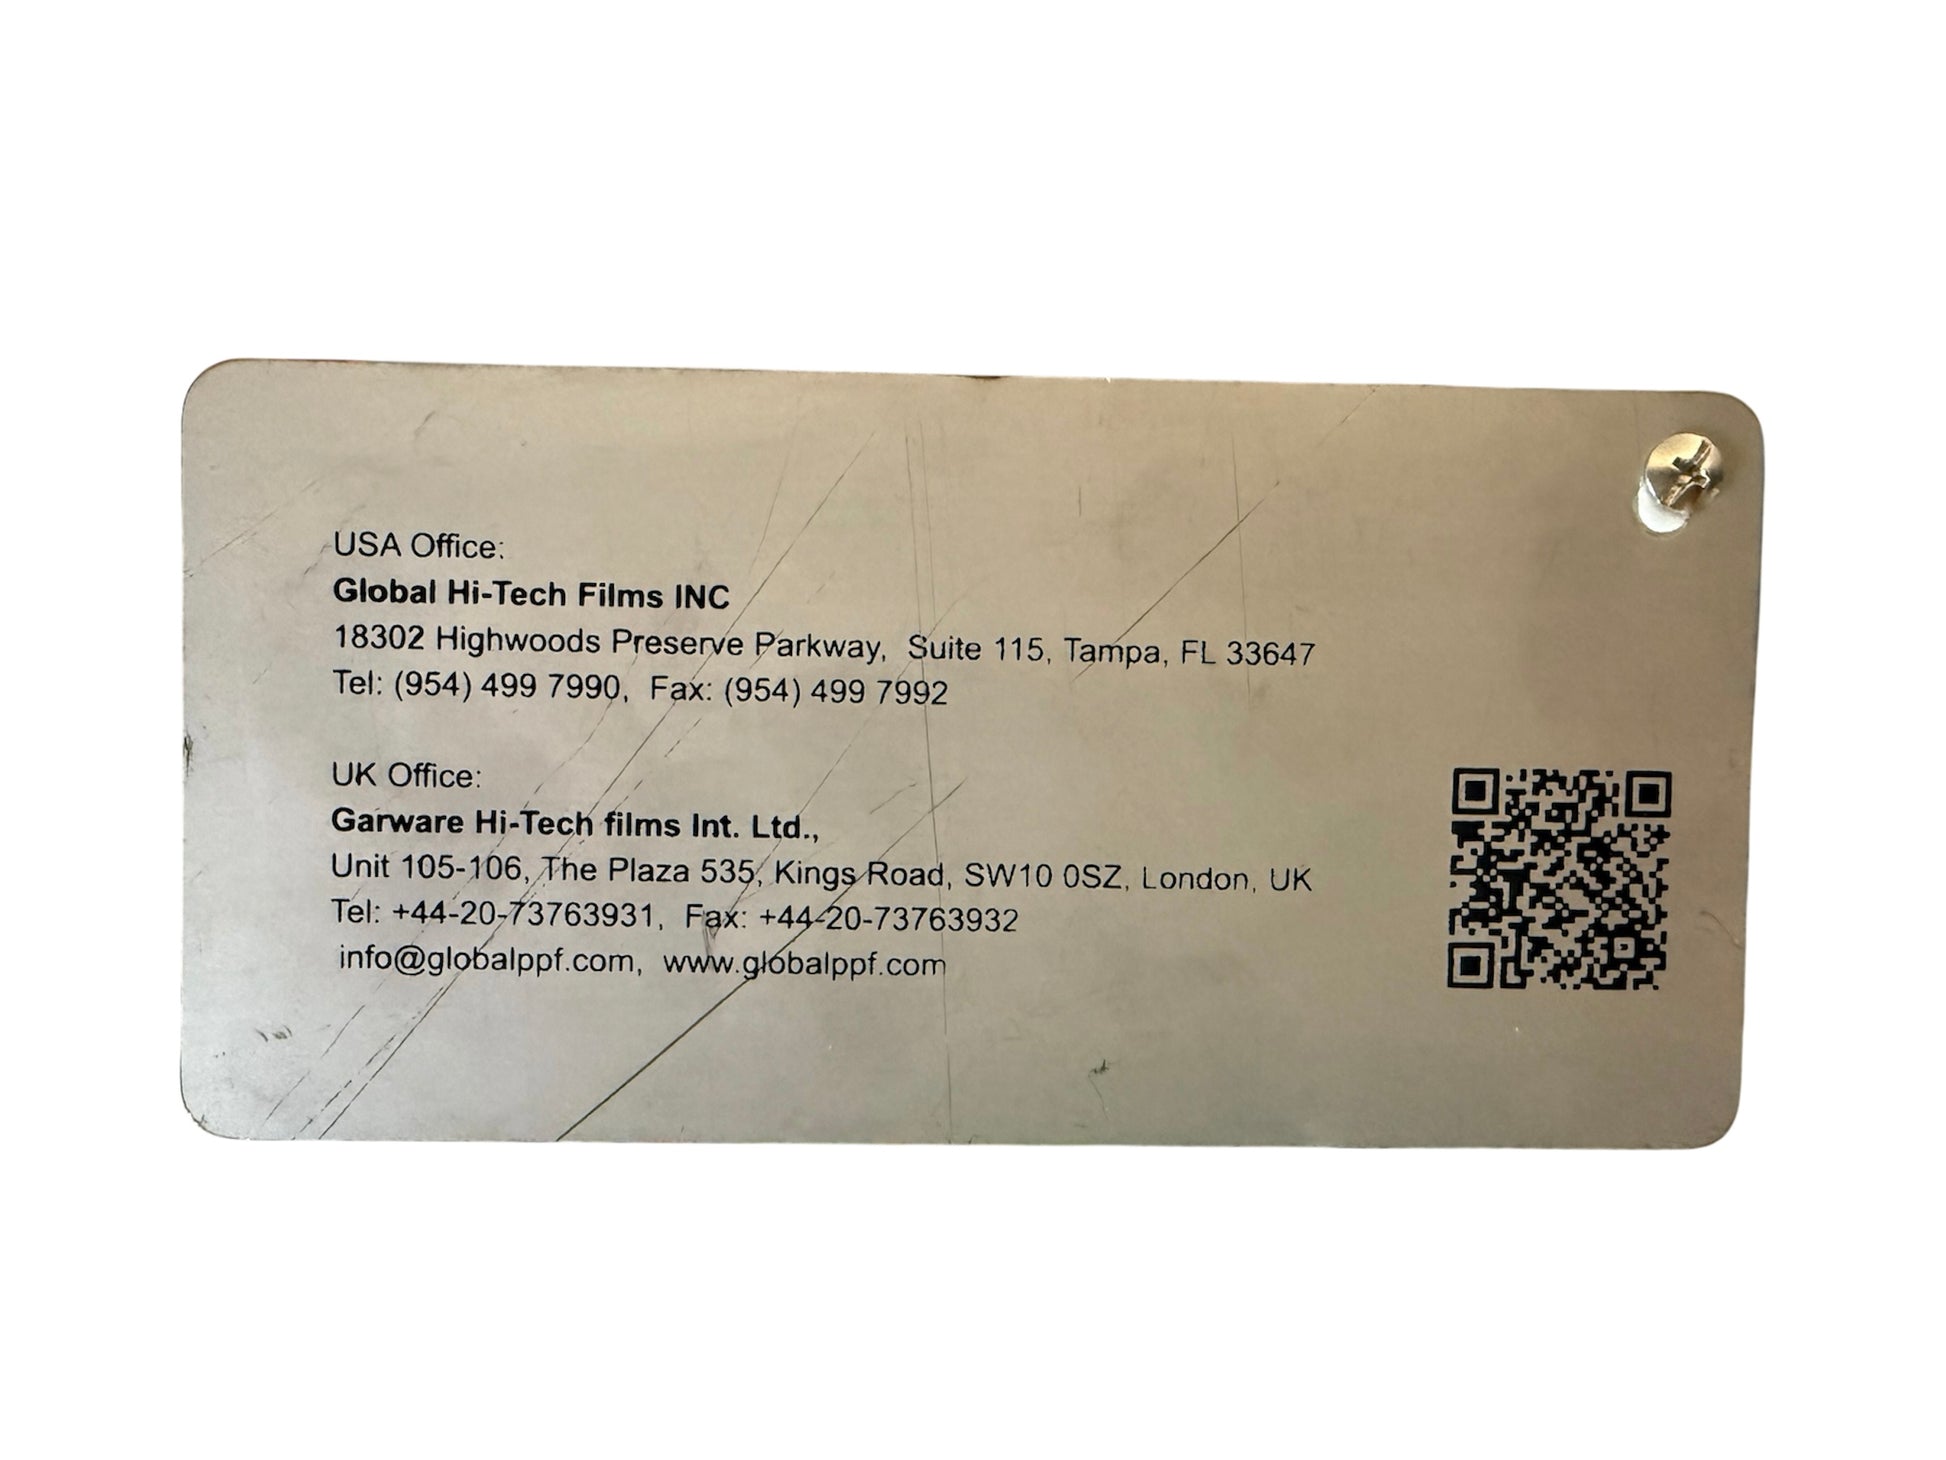 USA Office:
Global Hi-Tech Films INC
18302 Highwoods Preserve Parkway, Suite 115, Tampa, FL 33647
Tel: (954) 499 7990, Fax: (954) 499 7992
UK Office:
Garware Hi-Tech films Int. Ltd.,
Unit 105-106, The Plaza 535, Kings Road, SW10 0SZ, London, UK
Tel: +44-20-73763931, Fax: +44-20-73763932
info@globalppf.com, www.globalppf.com